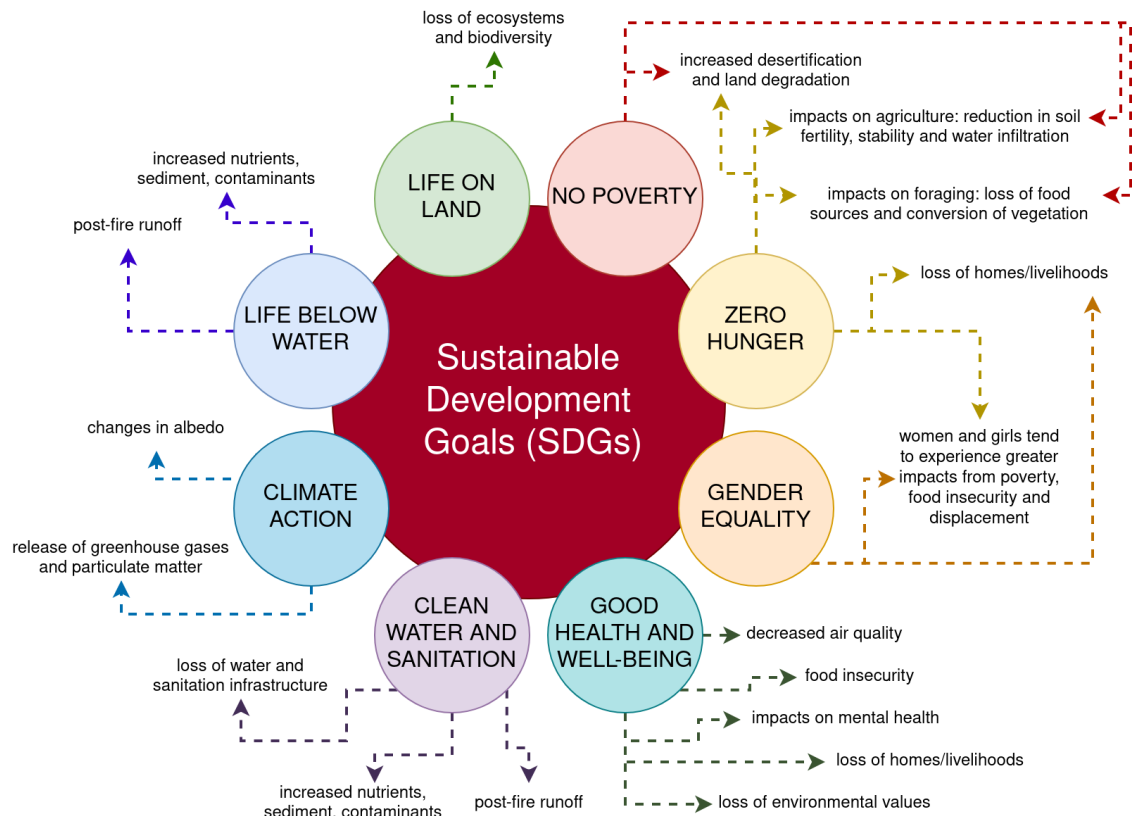 loss of ecosystems
and biodiversity
increased desertification
and land degradation
impacts on agriculture: reduction in soil
fertility, stability and water infiltration
increased nutrients,
sediment, contaminants
LIFE ON
LAND
NO POVERTY
impacts on foraging: loss of food
sources and conversion of vegetation
post-fire runoff
loss of homes/livelihoods
LIFE BELOW
WATER
ZERO
HUNGER
Sustainable
Development
Goals (SDGs)
changes in albedo
women and girls tend
to experience greater
impacts from poverty,
food insecurity and
displacement
CLIMATE
ACTION
GENDER
EQUALITY
release of greenhouse gases
and particulate matter
CLEAN
WATER AND
SANITATION
GOOD
HEALTH AND
WELL-BEING
decreased air quality
loss of water and
sanitation infrastructure
food insecurity
impacts on mental health
loss of homes/livelihoods
increased nutrients,
sediment, contaminants
post-fire runoff
loss of environmental values